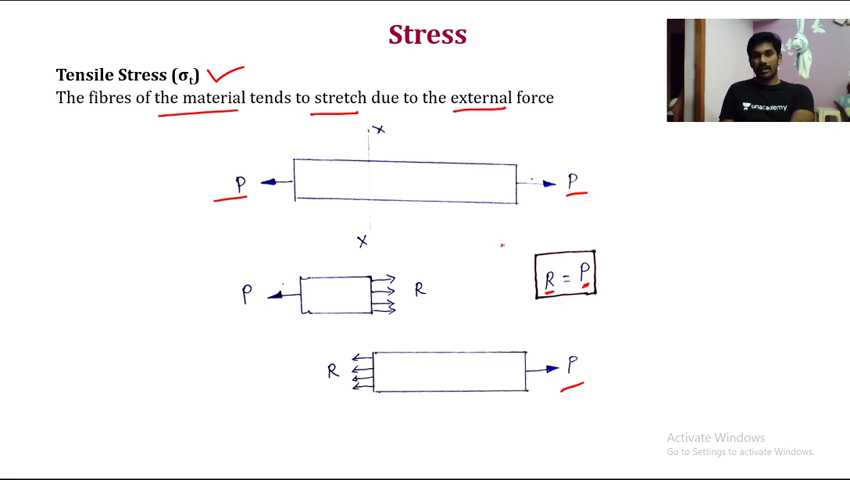 Stress
Tensile Stress (σt)
The fibres of the material tends to stretch due to the external force
unacademy
X
P
P
X
P
R
R = P
R
P
Activate Windows
Go to Settings to activate Windows.